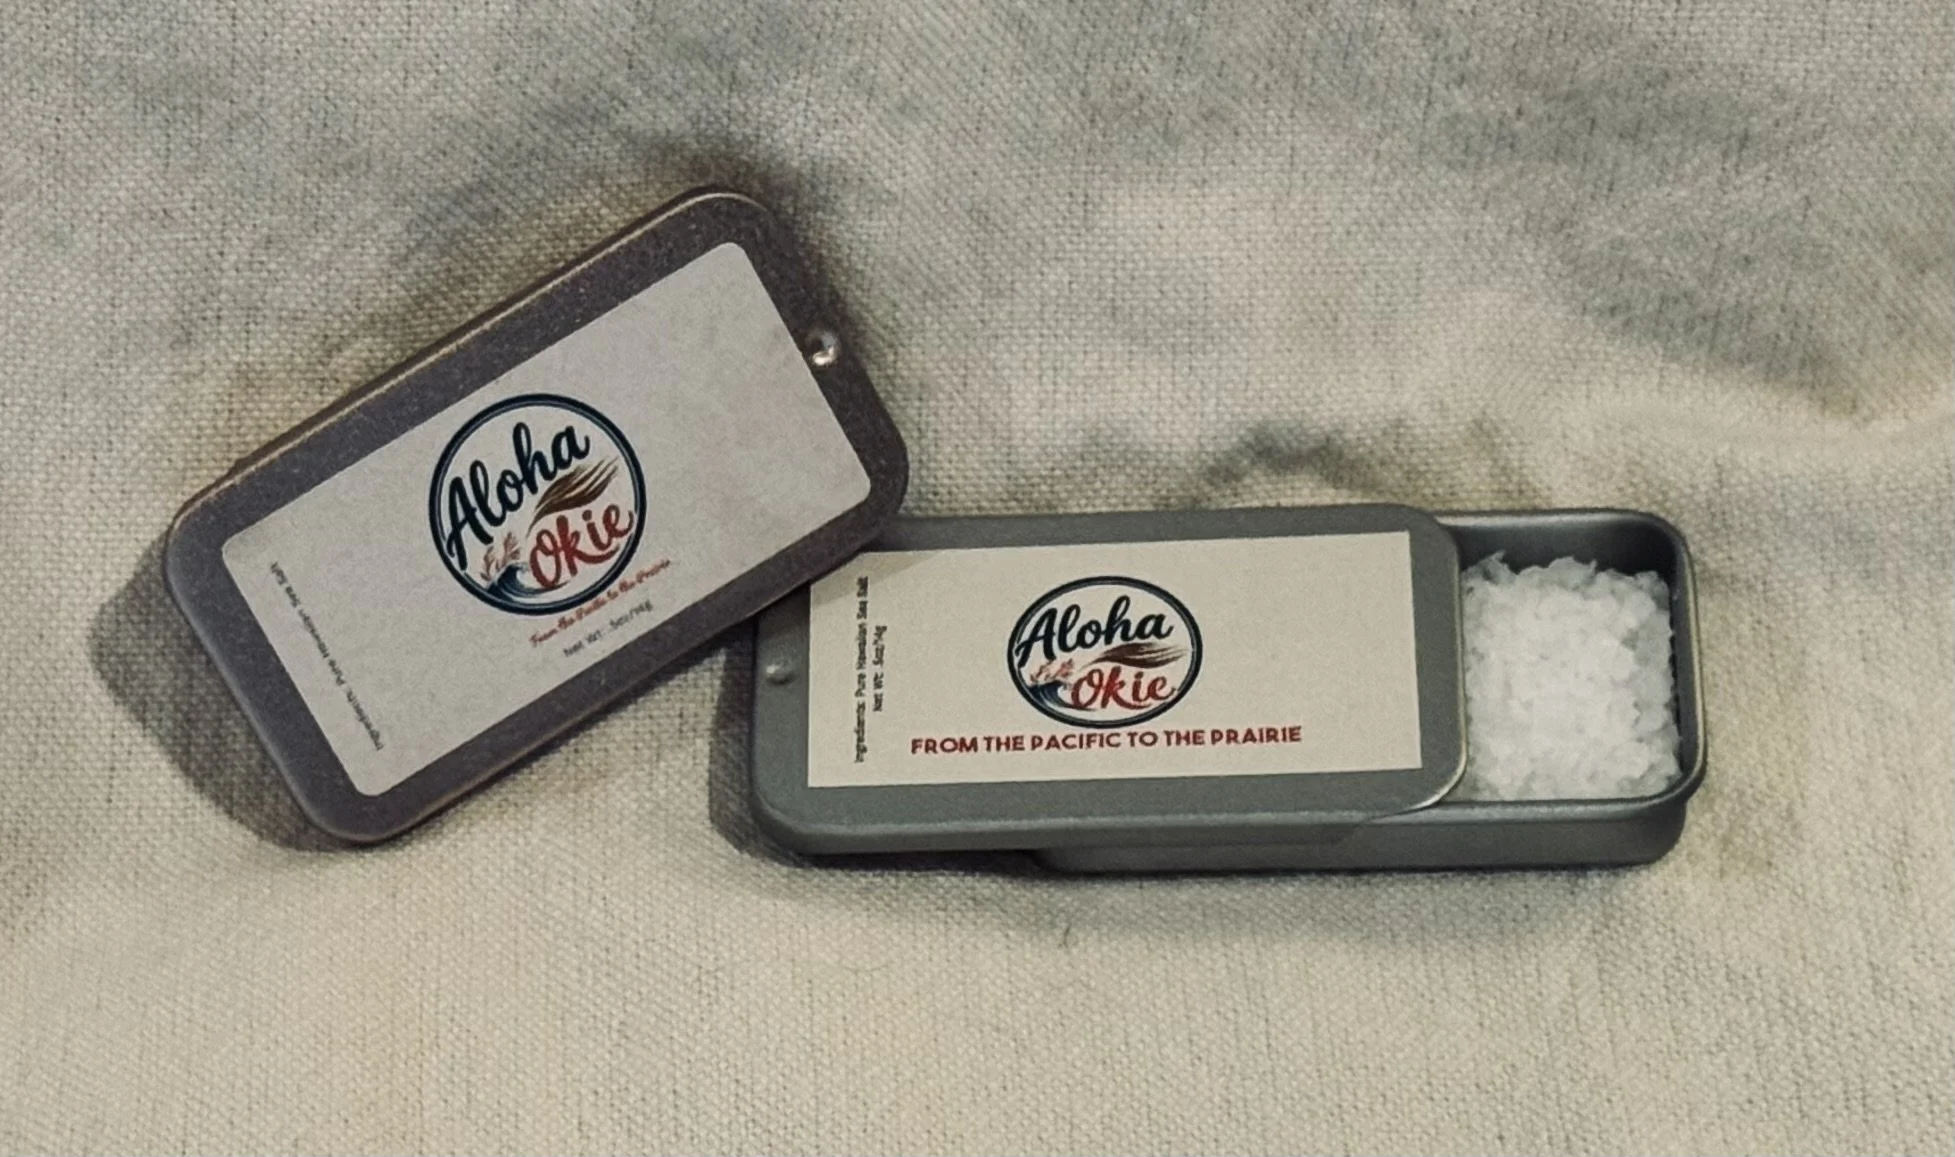 Aloha
Okie
From the Pacific to the Prairie
Net Wt: .5oz/14g
Ingredients: Pure Hawaiian Sea Salt
Aloha
Okie
FROM THE PACIFIC TO THE PRAIRIE
Ingredients: Pure Hawaiian Sea Salt
Net Wt: .5oz/14g